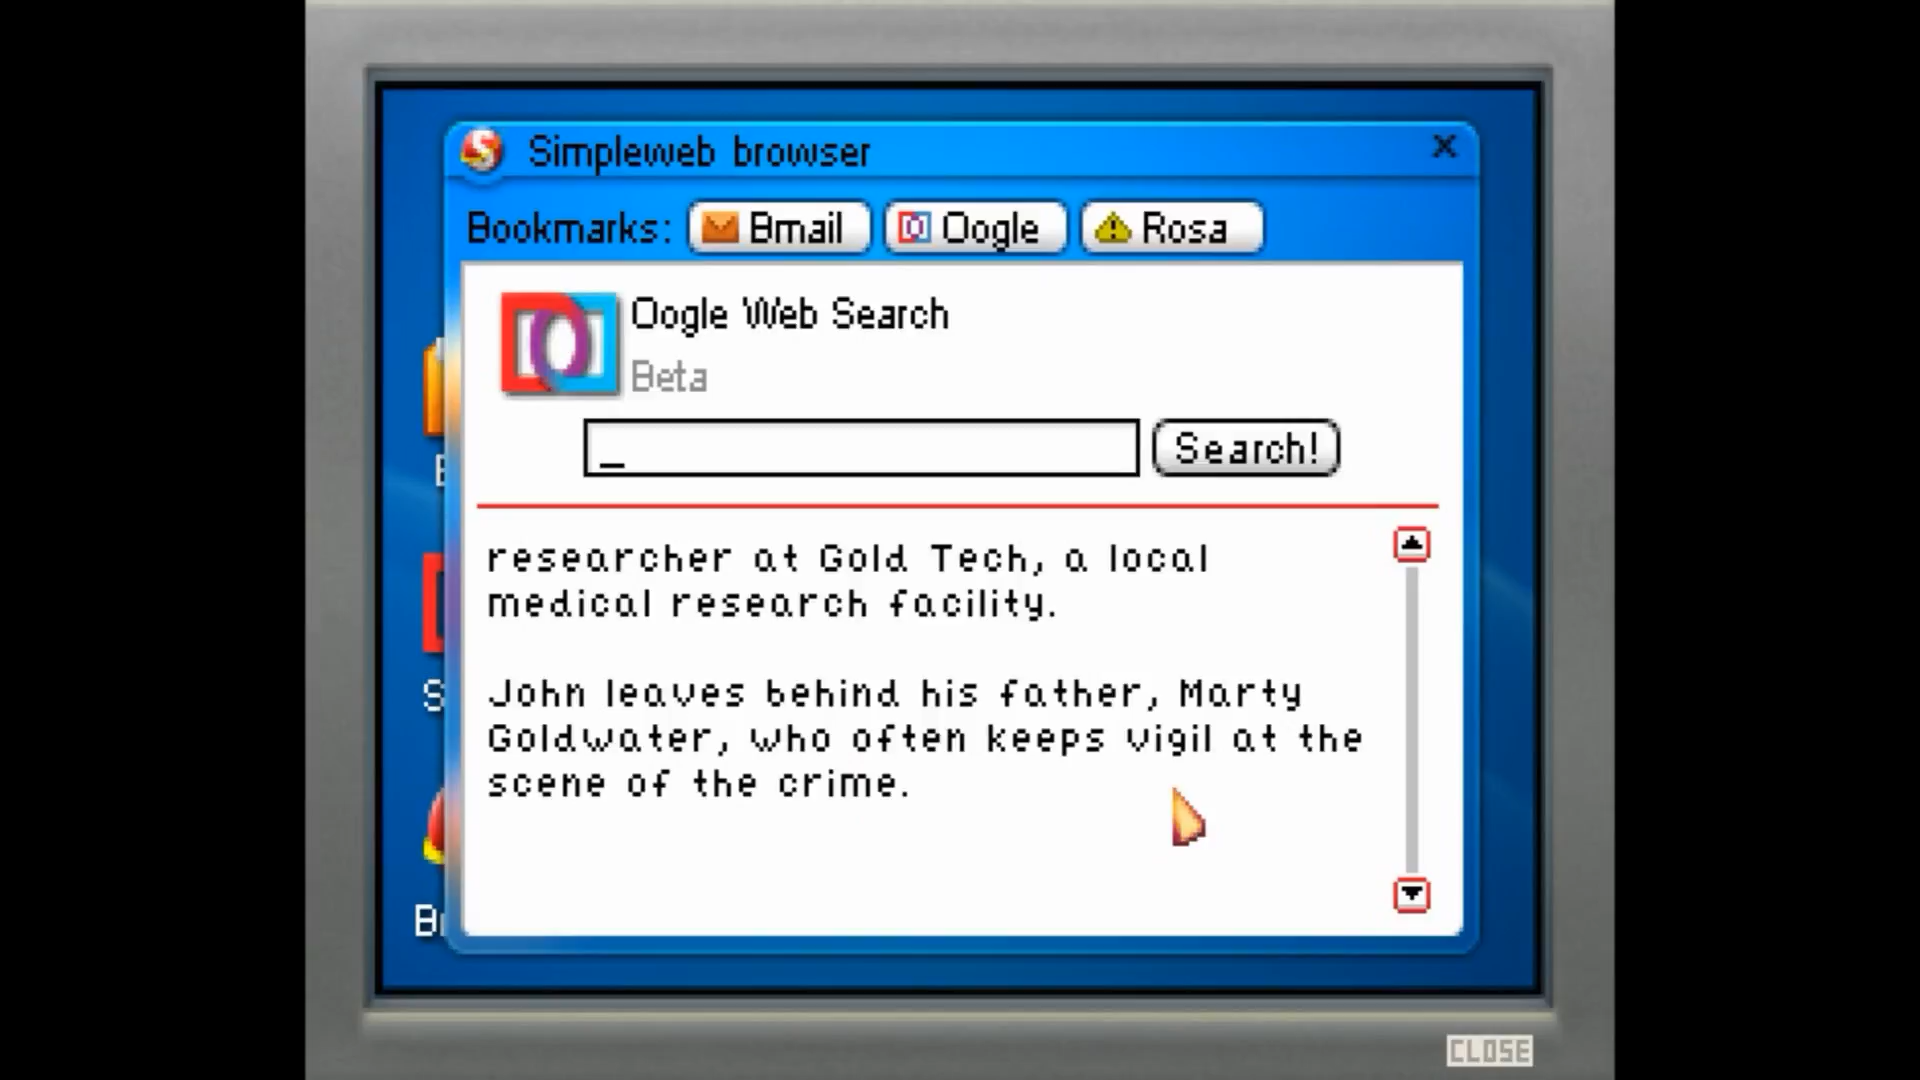 Simpleweb browser
Bookmarks: Bmail Oogle Rosa
Oogle Web Search
Beta
_ Search!
researcher at Gold Tech, a local
medical research facility.
John leaves behind his father, Marty
Goldwater, who often keeps vigil at the
scene of the crime.
CLOSE